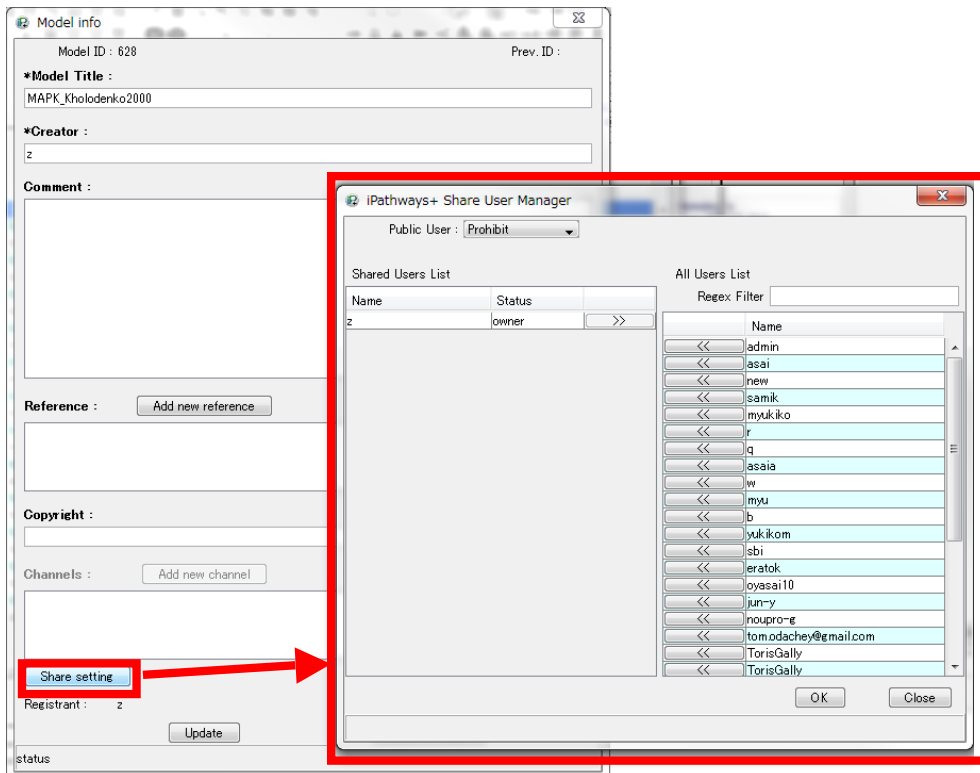 Model info
Model ID : 628 Prev. ID :
*Model Title :
MAPK_Kholodenko2000
*Creator :
z
Comment :
Reference : Add new reference
Copyright :
Channels : Add new channel
Share setting
Registrant : z
Update
status
iPathways+ Share User Manager
Public User : Prohibit
Shared Users List
Name Status
z owner >>
All Users List
Regex Filter
Name
<< admin
<< asai
<< new
<< samik
<< myukiko
<< r
<< q
<< asaia
<< w
<< myu
<< b
<< yukikom
<< sbi
<< eratok
<< oyasai10
<< jun-y
<< noupro-g
<< tom.odachey@gmail.com
<< TorisGally
<< TorisGally
OK Close